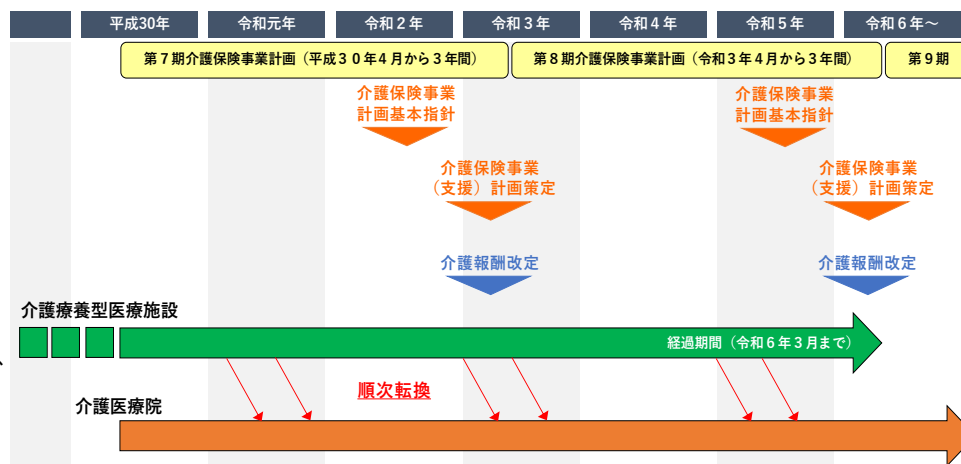 平成30年 令和元年 令和２年 令和３年 令和４年 令和５年 令和６年～
第７期介護保険事業計画（平成３０年４月から３年間） 第８期介護保険事業計画（令和３年４月から３年間） 第９期
介護保険事業
計画基本指針
介護保険事業
計画基本指針
介護保険事業
（支援）計画策定
介護保険事業
（支援）計画策定
介護報酬改定 介護報酬改定
介護療養型医療施設
経過期間（令和６年３月まで）
順次転換
介護医療院